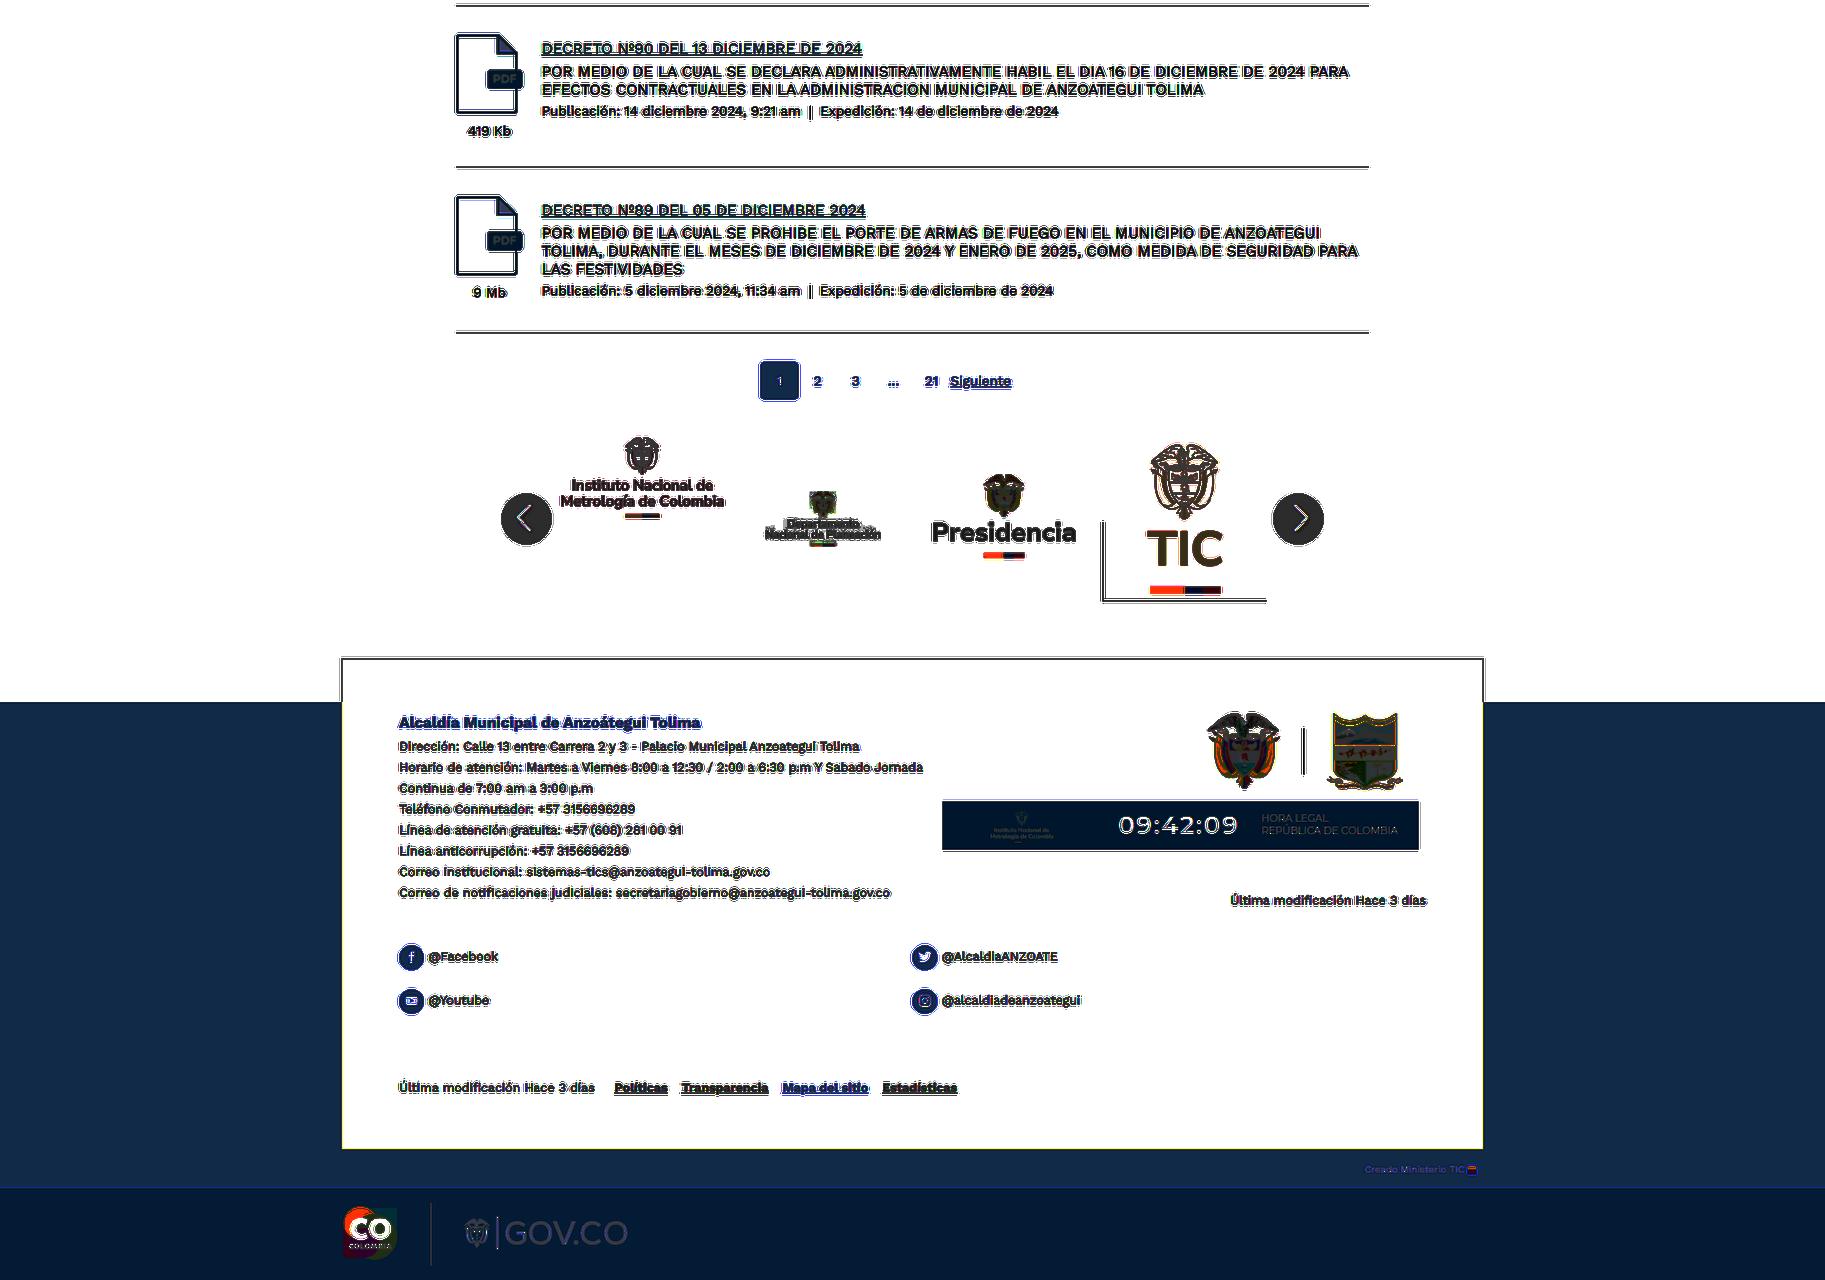 DECRETO Nº90 DEL 13 DICIEMBRE DE 2024
PDF
POR MEDIO DE LA CUAL SE DECLARA ADMINISTRATIVAMENTE HABIL EL DIA 16 DE DICIEMBRE DE 2024 PARA
EFECTOS CONTRACTUALES EN LA ADMINISTRACION MUNICIPAL DE ANZOATEGUI TOLIMA
Publicación: 14 diciembre 2024, 9:21 am || Expedición: 14 de diciembre de 2024
419 Kb
DECRETO Nº89 DEL 05 DE DICIEMBRE 2024
PDF
POR MEDIO DE LA CUAL SE PROHIBE EL PORTE DE ARMAS DE FUEGO EN EL MUNICIPIO DE ANZOATEGUI
TOLIMA, DURANTE EL MESES DE DICIEMBRE DE 2024 Y ENERO DE 2025, COMO MEDIDA DE SEGURIDAD PARA
LAS FESTIVIDADES
Publicación: 5 diciembre 2024, 11:34 am || Expedición: 5 de diciembre de 2024
9 Mb
1 2 3 ... 21 Siguiente
Instituto Nacional de
Metrología de Colombia
Departamento
Nacional de Planeación
Presidencia
TIC
Alcaldía Municipal de Anzoátegui Tolima
Dirección: Calle 13 entre Carrera 2 y 3 - Palacio Municipal Anzoategui Tolima
Horario de atención: Martes a Viernes 8:00 a 12:30 / 2:00 a 6:30 p.m Y Sabado Jornada
Continua de 7:00 am a 3:00 p.m
Teléfono Conmutador: +57 3156696289
Línea de atención gratuita: +57 (608) 281 00 91
Línea anticorrupción: +57 3156696289
Correo institucional: sistemas-tics@anzoategui-tolima.gov.co
Correo de notificaciones judiciales: secretariagobierno@anzoategui-tolima.gov.co
Instituto Nacional de
Metrología de Colombia
09:42:09
HORA LEGAL
REPÚBLICA DE COLOMBIA
Última modificación Hace 3 días
@Facebook
@AlcaldiaANZOATE
@Youtube
@alcaldiadeanzoategui
Última modificación Hace 3 días Políticas Transparencia Mapa del sitio Estadísticas
Creado Ministerio TIC
CO
COLOMBIA
GOV.CO